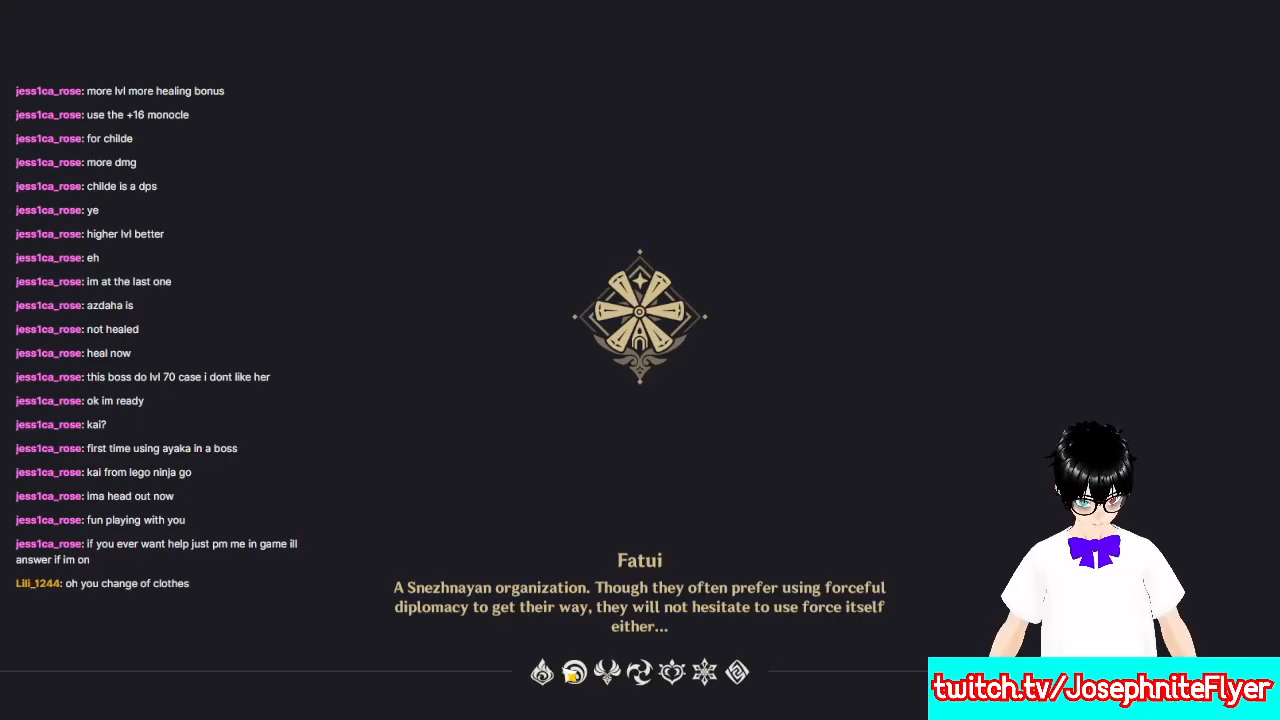 jess1ca_rose: more lvl more healing bonus
jess1ca_rose: use the +16 monocle
jess1ca_rose: for childe
jess1ca_rose: more dmg
jess1ca_rose: childe is a dps
jess1ca_rose: ye
jess1ca_rose: higher lvl better
jess1ca_rose: eh
jess1ca_rose: im at the last one
jess1ca_rose: azdaha is
jess1ca_rose: not healed
jess1ca_rose: heal now
jess1ca_rose: this boss do lvl 70 case i dont like her
jess1ca_rose: ok im ready
jess1ca_rose: kai?
jess1ca_rose: first time using ayaka in a boss
jess1ca_rose: kai from lego ninja go
jess1ca_rose: ima head out now
jess1ca_rose: fun playing with you
jess1ca_rose: if you ever want help just pm me in game ill
answer if im on
Lili_1244: oh you change of clothes
Fatui
A Snezhnayan organization. Though they often prefer using forceful
diplomacy to get their way, they will not hesitate to use force itself
either...
twitch.tv/JosephniteFlyer